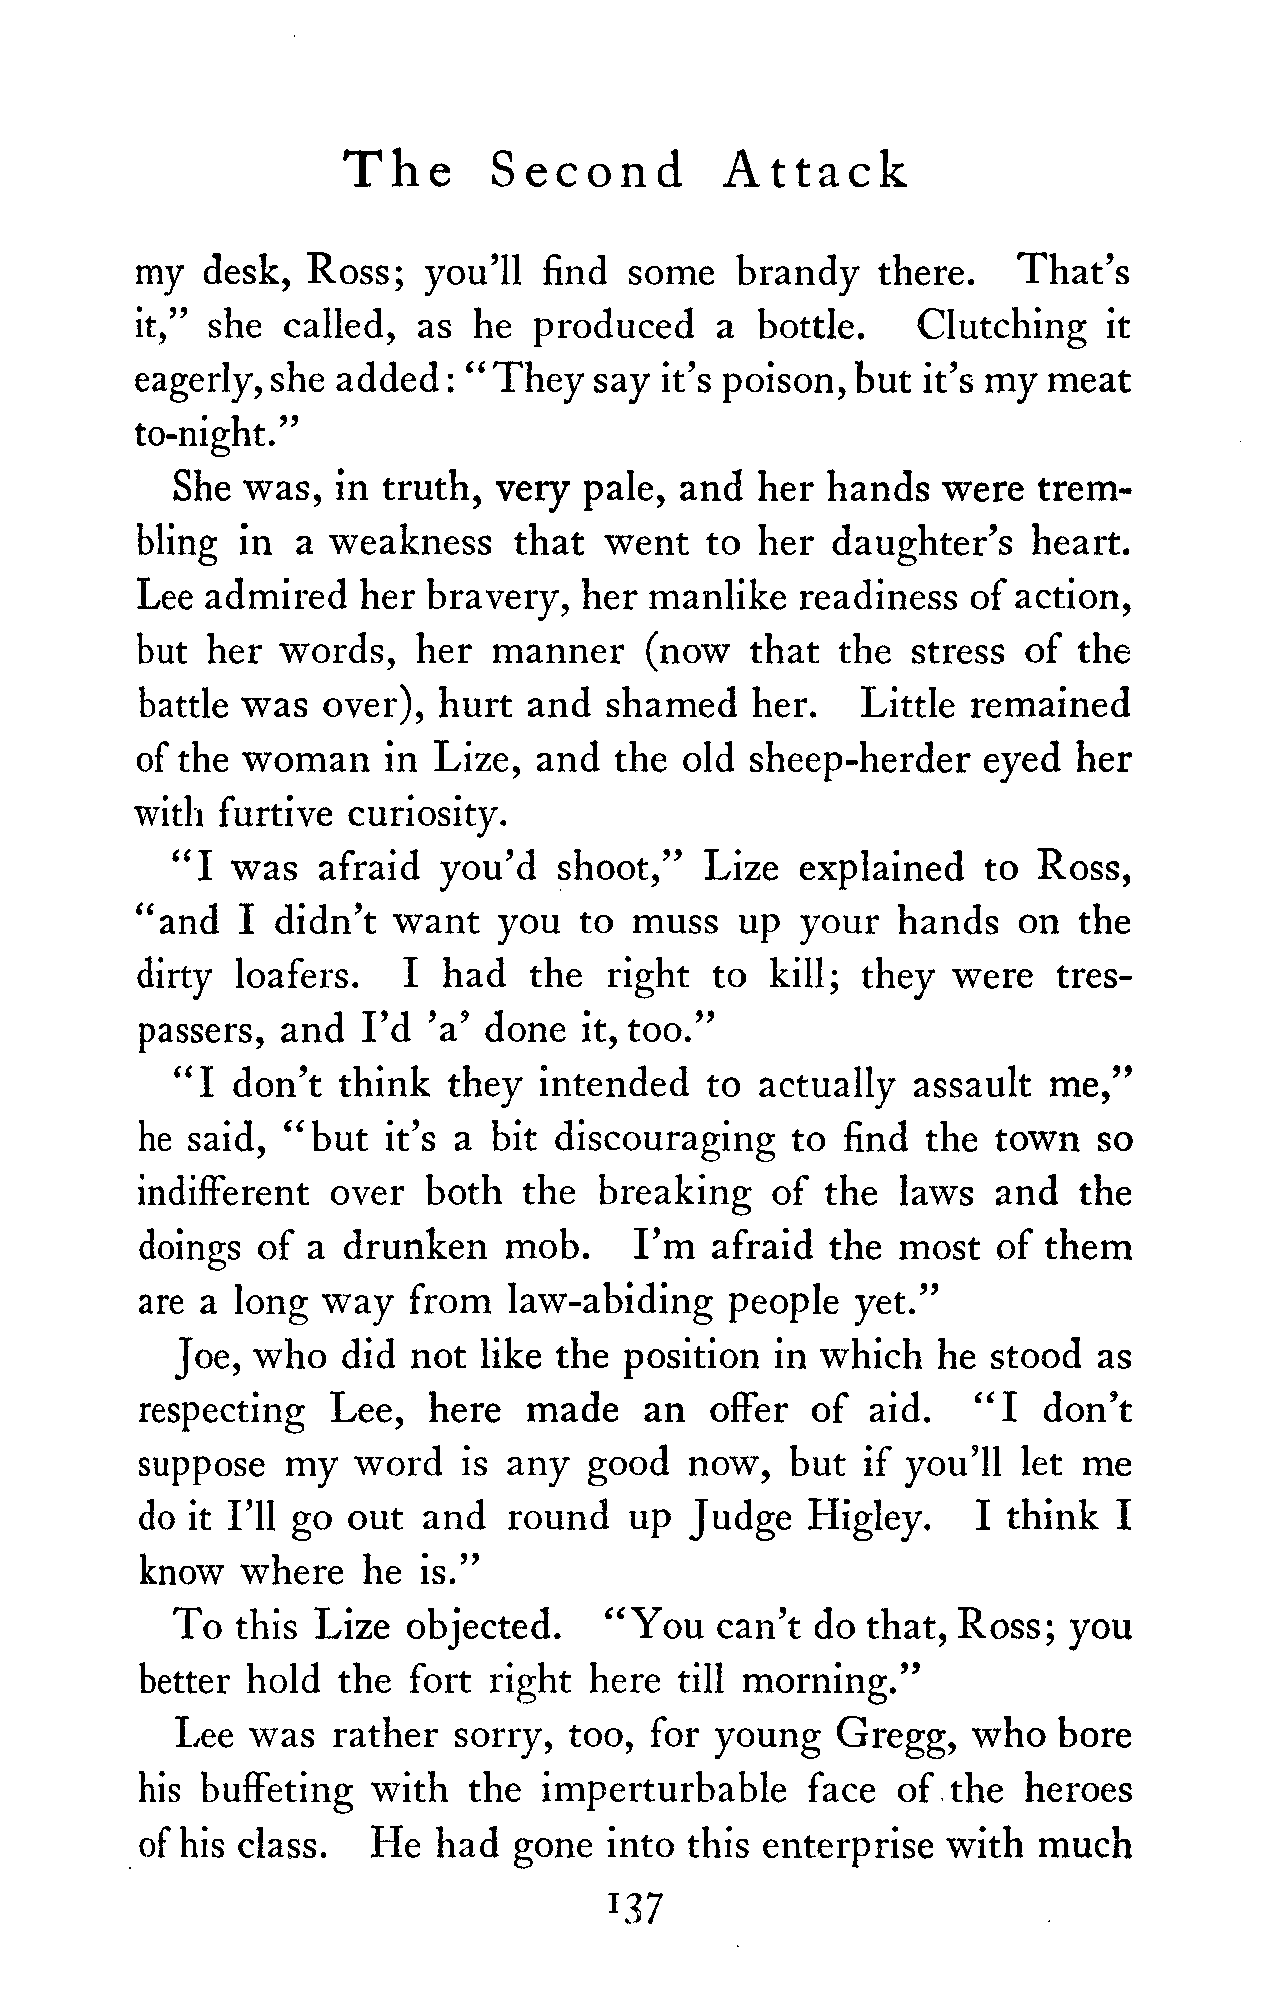 The Second Attack
my desk, Ross; you'll find some brandy there. That's
it," she called, as he produced a bottle. Clutching it
eagerly, she added: "They say it's poison, but it's my meat
to-night."
She was, in truth, very pale, and her hands were trem-
bling in a weakness that went to her daughter's heart.
Lee admired her bravery, her manlike readiness of action,
but her words, her manner (now that the stress of the
battle was over), hurt and shamed her. Little remained
of the woman in Lize, and the old sheep-herder eyed her
with furtive curiosity.
"I was afraid you'd shoot," Lize explained to Ross,
"and I didn't want you to muss up your hands on the
dirty loafers. I had the right to kill; they were tres-
passers, and I'd 'a' done it, too."
"I don't think they intended to actually assault me,"
he said, "but it's a bit discouraging to find the town so
indifferent over both the breaking of the laws and the
doings of a drunken mob. I'm afraid the most of them
are a long way from law-abiding people yet."
Joe, who did not like the position in which he stood as
respecting Lee, here made an offer of aid. "I don't
suppose my word is any good now, but if you'll let me
do it I'll go out and round up Judge Higley. I think I
know where he is."
To this Lize objected. "You can't do that, Ross; you
better hold the fort right here till morning."
Lee was rather sorry, too, for young Gregg, who bore
his buffeting with the imperturbable face of the heroes
of his class. He had gone into this enterprise with much
137